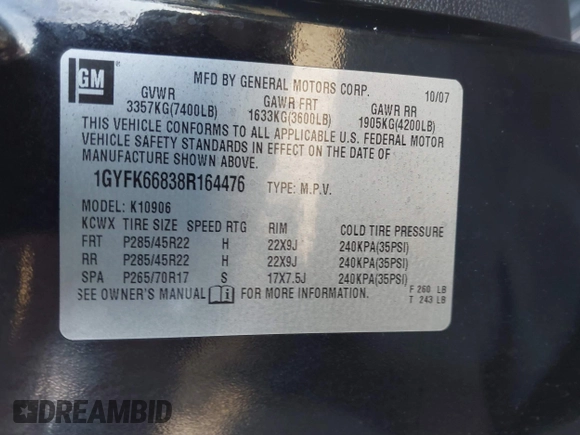 GM
MFD BY GENERAL MOTORS CORP. 10/07
GVWR GAWR FRT GAWR RR
3357KG(7400LB) 1633KG(3600LB) 1905KG(4200LB)
THIS VEHICLE CONFORMS TO ALL APPLICABLE U.S. FEDERAL MOTOR
VEHICLE SAFETY STANDARDS IN EFFECT ON THE DATE OF
MANUFACTURE SHOWN ABOVE.
1GYFK66838R164476 TYPE: M.P.V.
MODEL: K10906
KCWX TIRE SIZE SPEED RTG RIM COLD TIRE PRESSURE
FRT P285/45R22 H 22X9J 240KPA(35PSI)
RR P285/45R22 H 22X9J 240KPA(35PSI)
SPA P265/70R17 S 17X7.5J 240KPA(35PSI)
SEE OWNER'S MANUAL i FOR MORE INFORMATION.
F 260 LB
T 243 LB
DREAMBID